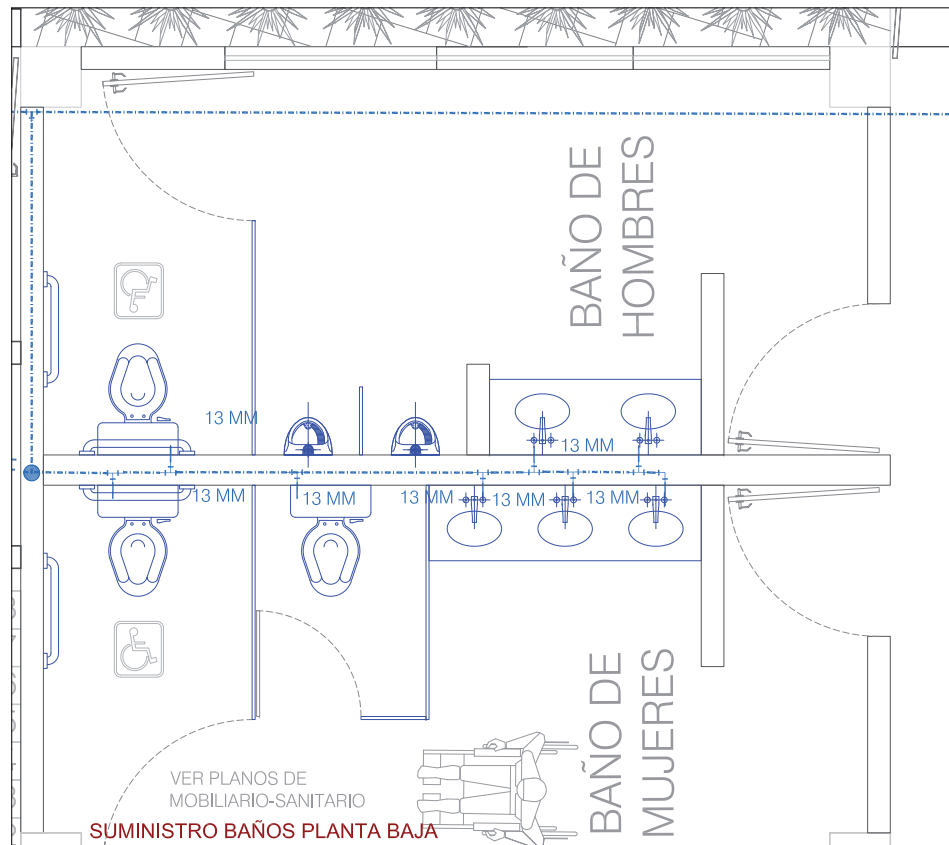 BAÑO DE
HOMBRES
13 MM
13 MM
13 MM
13 MM
13 MM
13 MM
13 MM
BAÑO DE
MUJERES
VER PLANOS DE
MOBILIARIO-SANITARIO
SUMINISTRO BAÑOS PLANTA BAJA